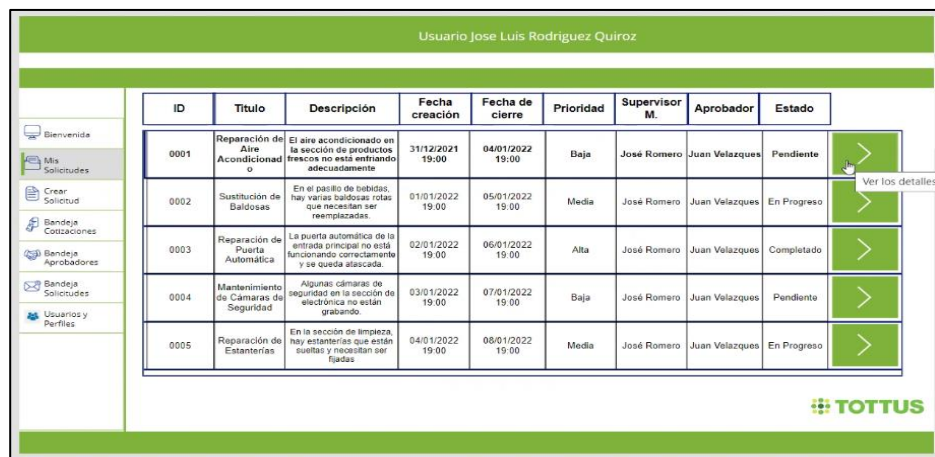 Usuario Jose Luis Rodriguez Quiroz
Bienvenida
Mis
Solicitudes
Crear
Solicitud
Bandeja
Cotizaciones
Bandeja
Aprobadores
Bandeja
Solicitudes
Usuarios y
Perfiles
ID Titulo Descripción Fecha creación Fecha de cierre Prioridad Supervisor M. Aprobador Estado
0001 Reparación de Aire Acondicionado El aire acondicionado en la sección de productos frescos no está enfriando adecuadamente 31/12/2021 19:00 04/01/2022 19:00 Baja José Romero Juan Velazques Pendiente
Ver los detalles
0002 Sustitución de Baldosas En el pasillo de bebidas, hay varias baldosas rotas que necesitan ser reemplazadas. 01/01/2022 19:00 05/01/2022 19:00 Media José Romero Juan Velazques En Progreso
0003 Reparación de Puerta Automática La puerta automática de la entrada principal no está funcionando correctamente y se queda atascada. 02/01/2022 19:00 06/01/2022 19:00 Alta José Romero Juan Velazques Completado
0004 Mantenimiento de Cámaras de Seguridad Algunas cámaras de seguridad en la sección de electrónica no están grabando. 03/01/2022 19:00 07/01/2022 19:00 Baja José Romero Juan Velazques Pendiente
0005 Reparación de Estanterías En la sección de limpieza, hay estanterías que están sueltas y necesitan ser fijadas 04/01/2022 19:00 08/01/2022 19:00 Media José Romero Juan Velazques En Progreso
TOTTUS